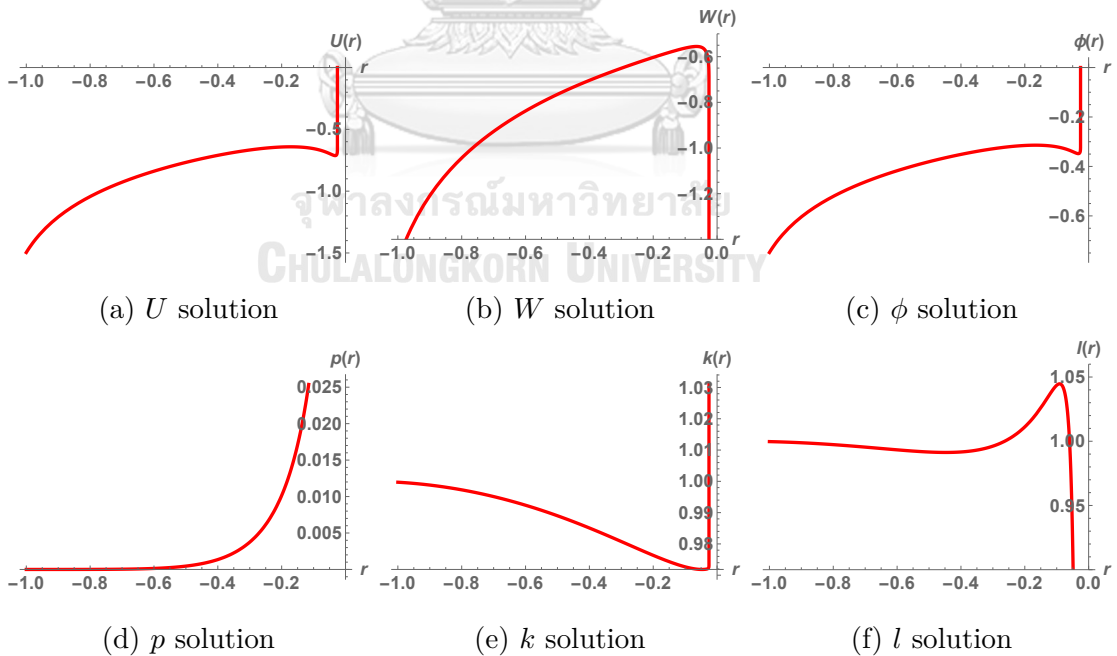 U(r)
r
−1.0 −0.8 −0.6 −0.4 −0.2
−0.5
−1.0
−1.5
(a) U solution
W(r)
−0.6
−0.8
−1.0
−1.2
r
−1.0 −0.8 −0.6 −0.4 −0.2 0.0
(b) W solution
ϕ(r)
r
−1.0 −0.8 −0.6 −0.4 −0.2
−0.2
−0.4
−0.6
(c) ϕ solution
จุฬาลงกรณ์มหาวิทยาลัย
CHULALONGKORN UNIVERSITY
p(r)
0.025
0.020
0.015
0.010
0.005
r
−1.0 −0.8 −0.6 −0.4 −0.2
(d) p solution
k(r)
1.03
1.02
1.01
1.00
0.99
0.98
r
−1.0 −0.8 −0.6 −0.4 −0.2
(e) k solution
l(r)
1.05
1.00
0.95
r
−1.0 −0.8 −0.6 −0.4 −0.2 0.0
(f) l solution